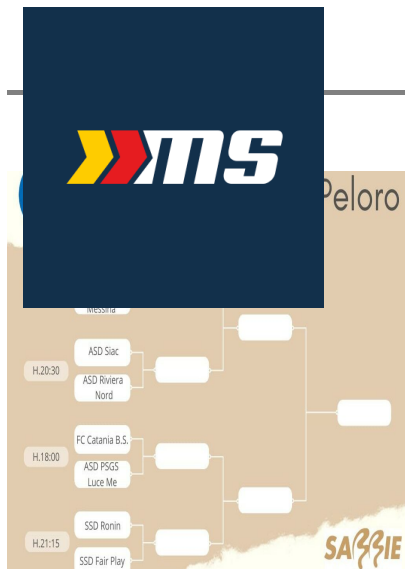 MS
Peloro
Messina
ASD Siac
H.20:30
ASD Riviera
Nord
FC Catania B.S.
H.18:00
ASD PSGS
Luce Me
SSD Ronin
H.21:15
SSD Fair Play
SABBIE